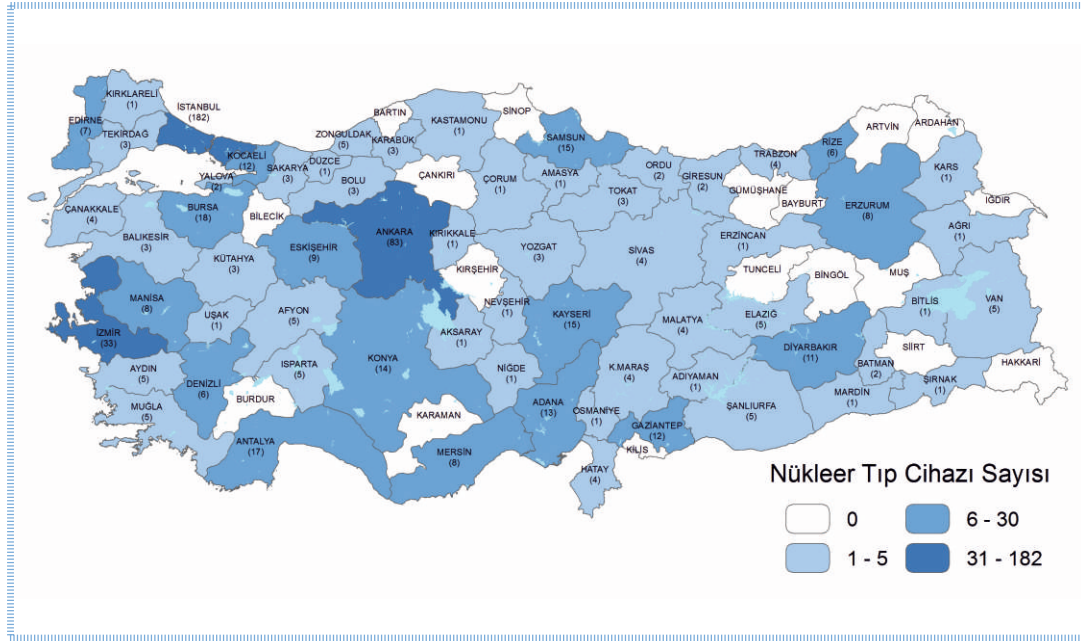 KIRKLARELİ
(1)
İSTANBUL
(182)
EDİRNE
(7)
TEKİRDAĞ
(3)
KOCAELİ
(12)
YALOVA
(2)
SAKARYA
(3)
DÜZCE
(1)
ZONGULDAK
(5)
BARTIN
KARABÜK
(3)
BOLU
(3)
KASTAMONU
(1)
SİNOP
SAMSUN
(15)
ÇANKIRI
ÇORUM
(1)
AMASYA
(1)
TOKAT
(3)
ORDU
(2)
GİRESUN
(2)
TRABZON
(4)
RİZE
(6)
ARTVİN
ARDAHAN
KARS
(1)
GÜMÜŞHANE
BAYBURT
ERZURUM
(8)
IĞDIR
AĞRI
(1)
ÇANAKKALE
(4)
BALIKESİR
(3)
BURSA
(18)
BİLECİK
KÜTAHYA
(3)
ESKİŞEHİR
(9)
ANKARA
(83)
KIRIKKALE
(1)
KIRŞEHİR
YOZGAT
(3)
SİVAS
(4)
ERZİNCAN
(1)
TUNCELİ
BİNGÖL
MUŞ
BİTLİS
(1)
VAN
(5)
MANİSA
(8)
İZMİR
(33)
UŞAK
(1)
AFYON
(5)
KONYA
(14)
AKSARAY
(1)
NEVŞEHİR
(1)
KAYSERİ
(15)
MALATYA
(4)
ELAZIĞ
(5)
DİYARBAKIR
(11)
BATMAN
(2)
SİİRT
ŞIRNAK
(1)
HAKKARİ
AYDIN
(5)
DENİZLİ
(6)
ISPARTA
(5)
BURDUR
MUĞLA
(5)
ANTALYA
(17)
KARAMAN
MERSİN
(8)
NİĞDE
(1)
ADANA
(13)
K.MARAŞ
(4)
OSMANİYE
(1)
ADIYAMAN
(1)
GAZİANTEP
(12)
KİLİS
HATAY
(4)
ŞANLIURFA
(5)
MARDİN
(1)
Nükleer Tıp Cihazı Sayısı
0
6 - 30
1 - 5
31 - 182